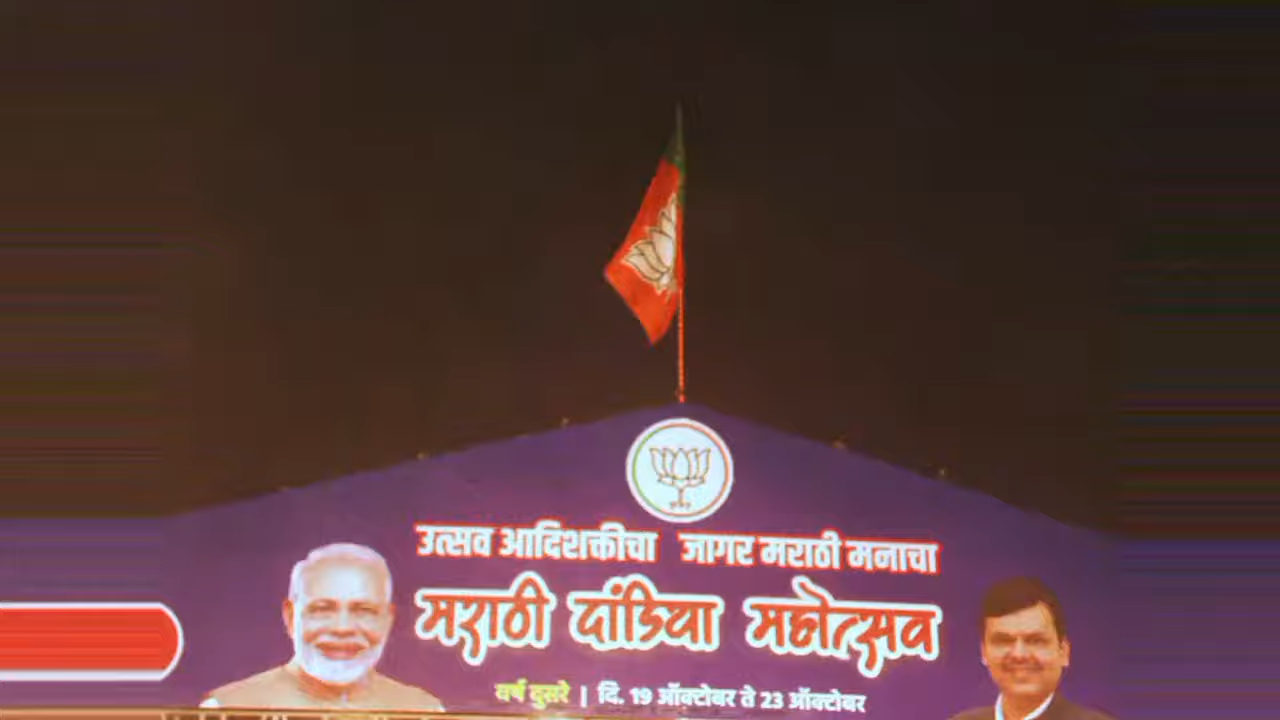 उत्सव आदिशक्तीचा जागर मराठी मनाचा
मराठी दांडिया महोत्सव
वर्ष दुसरे | दि. 19 ऑक्टोबर ते 23 ऑक्टोबर